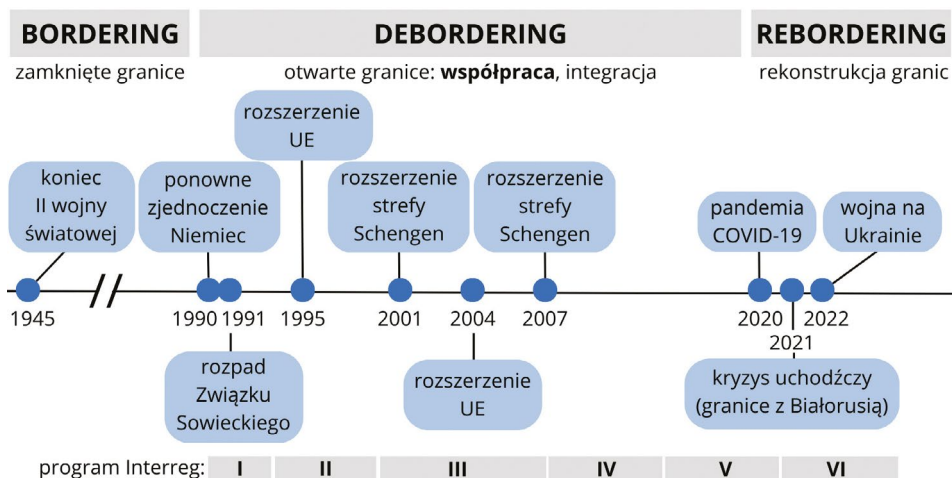 BORDERING
DEBORDERING
REBORDERING
zamknięte granice
otwarte granice: współpraca, integracja
rekonstrukcja granic
rozszerzenie
UE
koniec
II wojny
światowej
ponowne
zjednoczenie
Niemiec
rozszerzenie
strefy
Schengen
rozszerzenie
strefy
Schengen
pandemia
COVID-19
wojna na
Ukrainie
1945
1990
1991
1995
2001
2004
2007
2020
2022
2021
rozpad
Związku
Sowieckiego
rozszerzenie
UE
kryzys uchodźczy
(granice z Białorusią)
program Interreg: I II III IV V VI